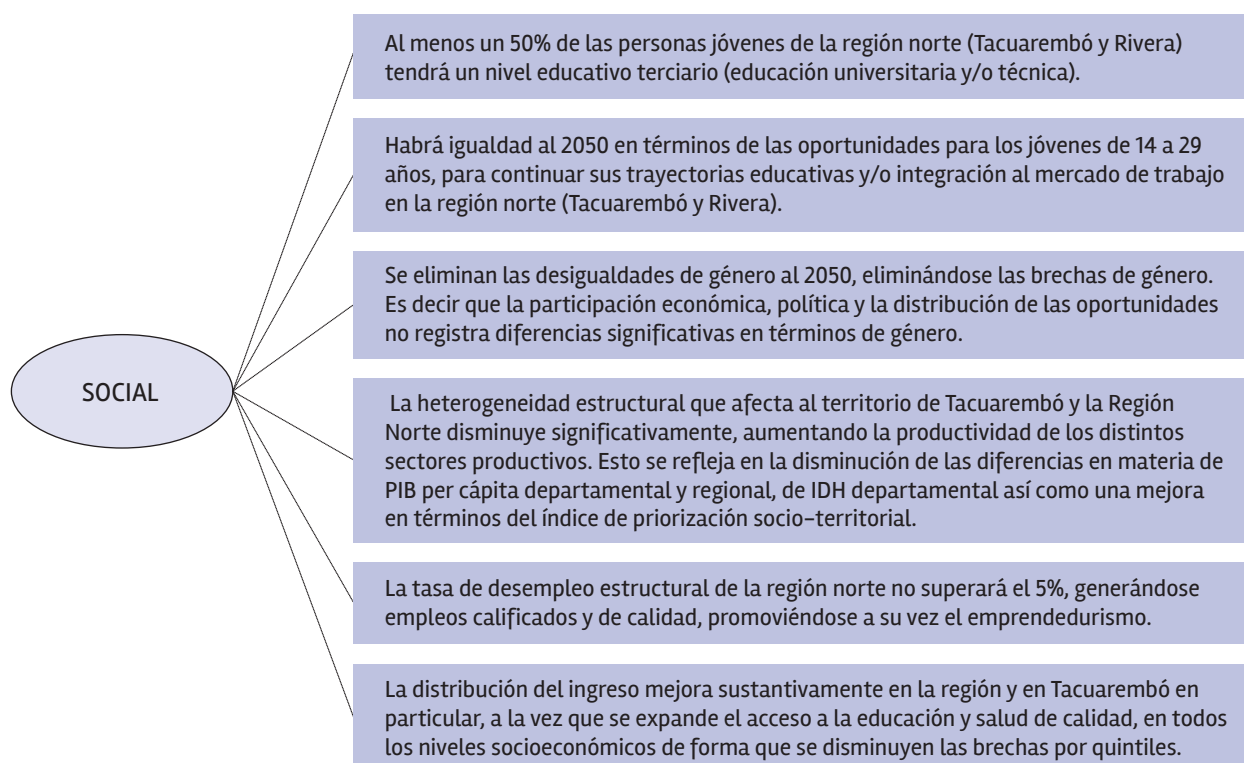 Al menos un 50% de las personas jóvenes de la región norte (Tacuarembó y Rivera)
tendrá un nivel educativo terciario (educación universitaria y/o técnica).
Habrá igualdad al 2050 en términos de las oportunidades para los jóvenes de 14 a 29
años, para continuar sus trayectorias educativas y/o integración al mercado de trabajo
en la región norte (Tacuarembó y Rivera).
Se eliminan las desigualdades de género al 2050, eliminándose las brechas de género.
Es decir que la participación económica, política y la distribución de las oportunidades
no registra diferencias significativas en términos de género.
SOCIAL
La heterogeneidad estructural que afecta al territorio de Tacuarembó y la Región
Norte disminuye significativamente, aumentando la productividad de los distintos
sectores productivos. Esto se refleja en la disminución de las diferencias en materia de
PIB per cápita departamental y regional, de IDH departamental así como una mejora
en términos del índice de priorización socio-territorial.
La tasa de desempleo estructural de la región norte no superará el 5%, generándose
empleos calificados y de calidad, promoviéndose a su vez el emprendedurismo.
La distribución del ingreso mejora sustantivamente en la región y en Tacuarembó en
particular, a la vez que se expande el acceso a la educación y salud de calidad, en todos
los niveles socioeconómicos de forma que se disminuyen las brechas por quintiles.